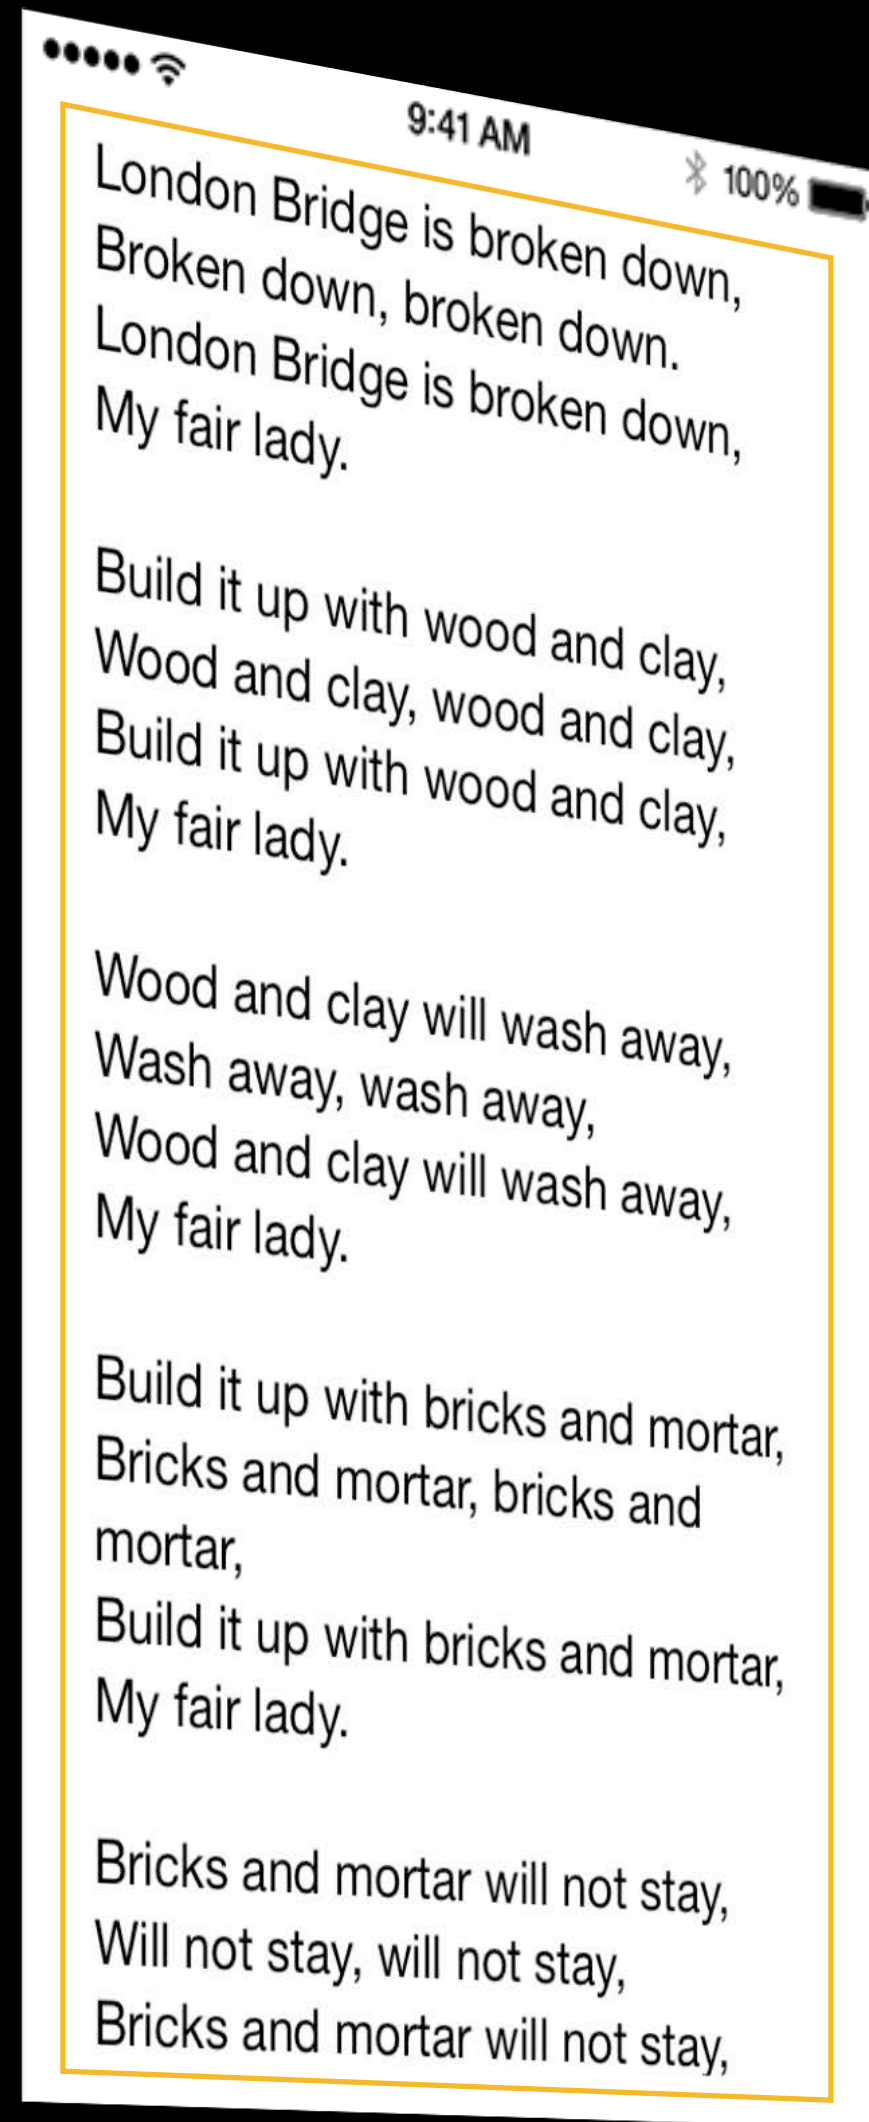 9:41 AM
100%
London Bridge is broken down,
Broken down, broken down.
London Bridge is broken down,
My fair lady.
Build it up with wood and clay,
Wood and clay, wood and clay,
Build it up with wood and clay,
My fair lady.
Wood and clay will wash away,
Wash away, wash away,
Wood and clay will wash away,
My fair lady.
Build it up with bricks and mortar,
Bricks and mortar, bricks and
mortar,
Build it up with bricks and mortar,
My fair lady.
Bricks and mortar will not stay,
Will not stay, will not stay,
Bricks and mortar will not stay,